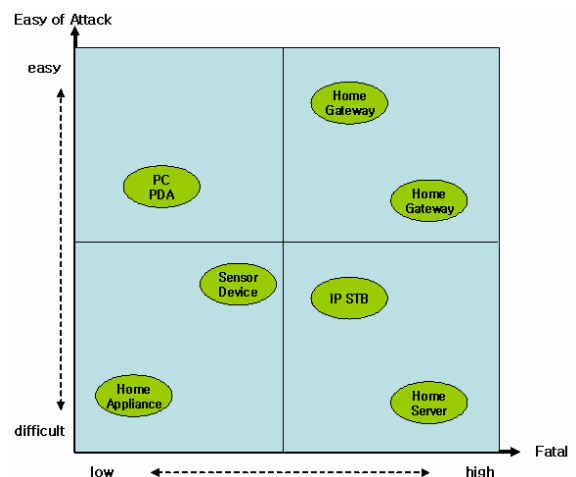 Easy of Attack
easy
Home
Gateway
PC
PDA
Home
Gateway
Sensor
Device
IP STB
Home
Appliance
Home
Server
difficult
Fatal
low
high